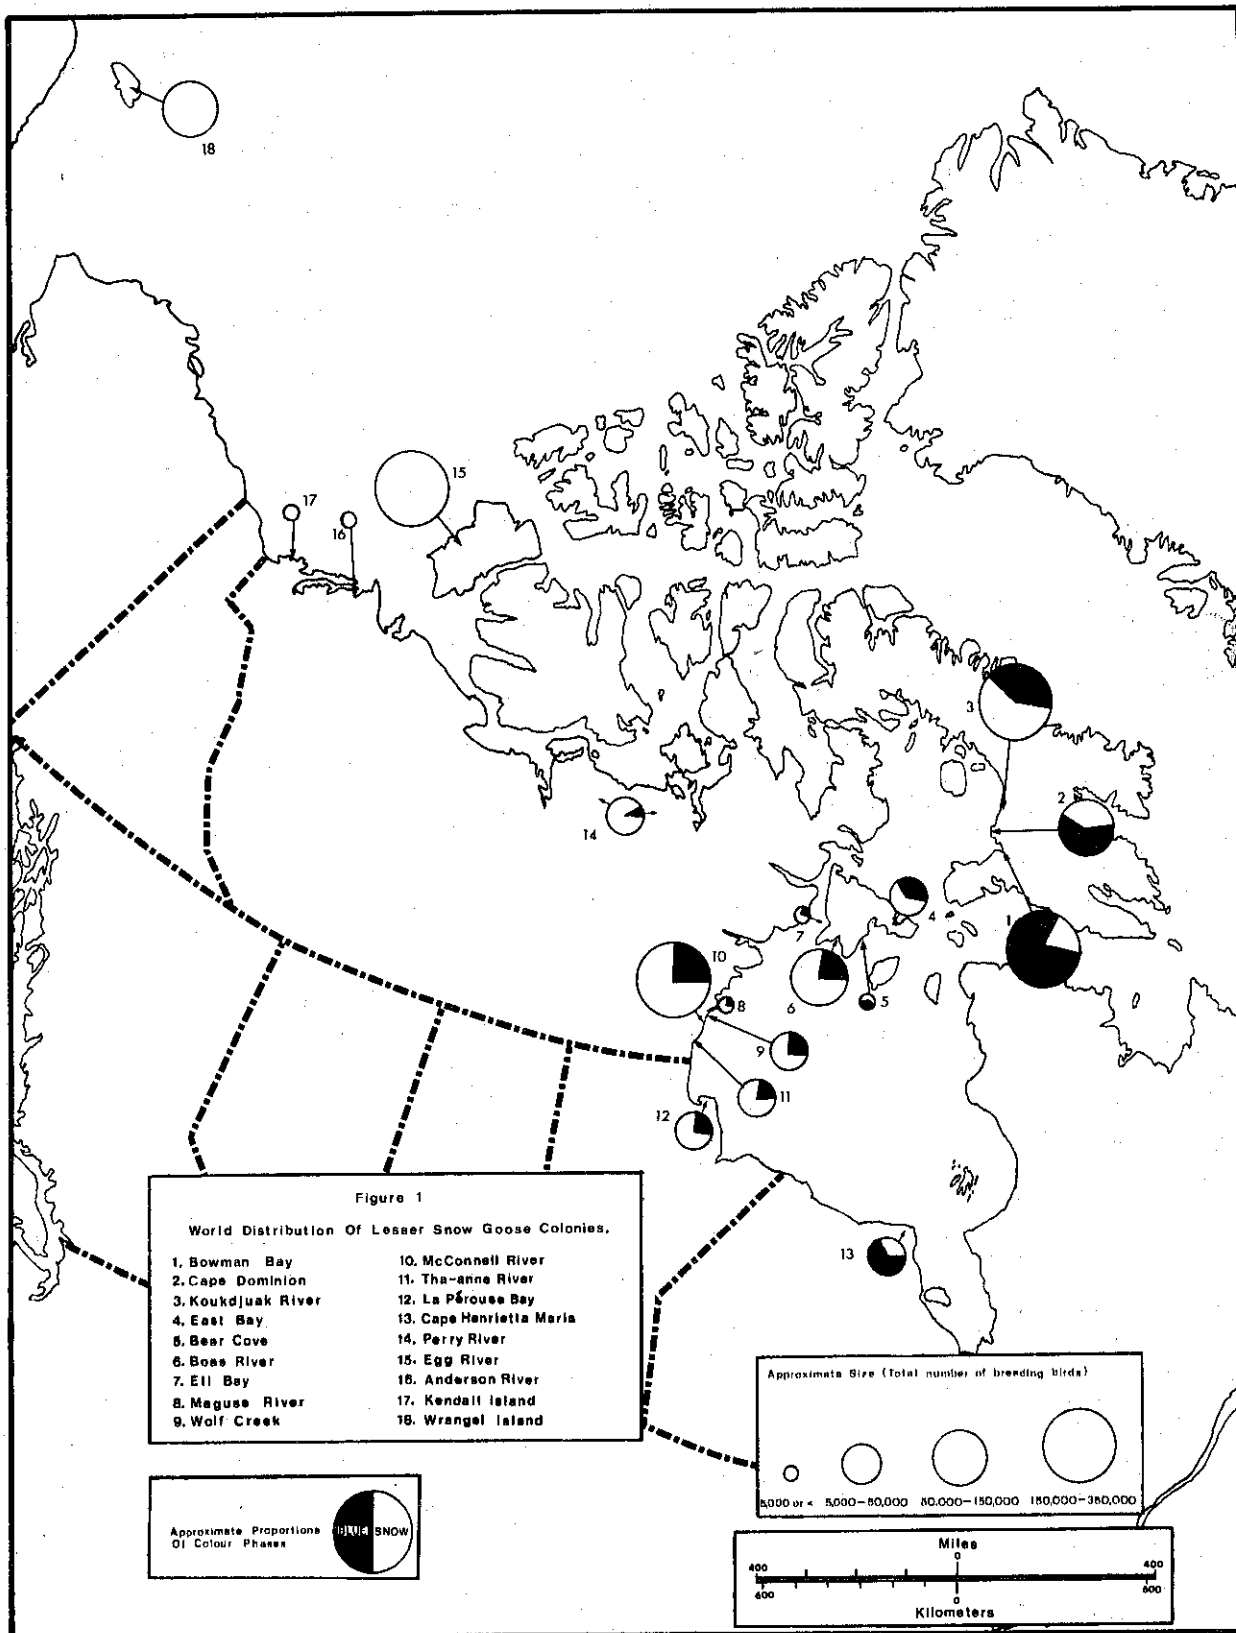 18
17
16
15
3
2
14
4
7
1
10
6
5
8
9
11
12
13
Figure 1
World Distribution Of Lesser Snow Goose Colonies.
1. Bowman Bay
2. Cape Dominion
3. Koukdjuak River
4. East Bay
5. Bear Cove
6. Boas River
7. Ell Bay
8. Maguse River
9. Wolf Creek
10. McConnell River
11. Tha-anne River
12. La Pérouse Bay
13. Cape Henrietta Maria
14. Perry River
15. Egg River
16. Anderson River
17. Kendall Island
18. Wrangel Island
Approximate Size (Total number of breeding birds)
5,000 or < 5,000-50,000 50,000-150,000 150,000-350,000
Approximate Proportions
Of Colour Phases
BLUE SNOW
Miles
400 0 400
600 0 600
Kilometers